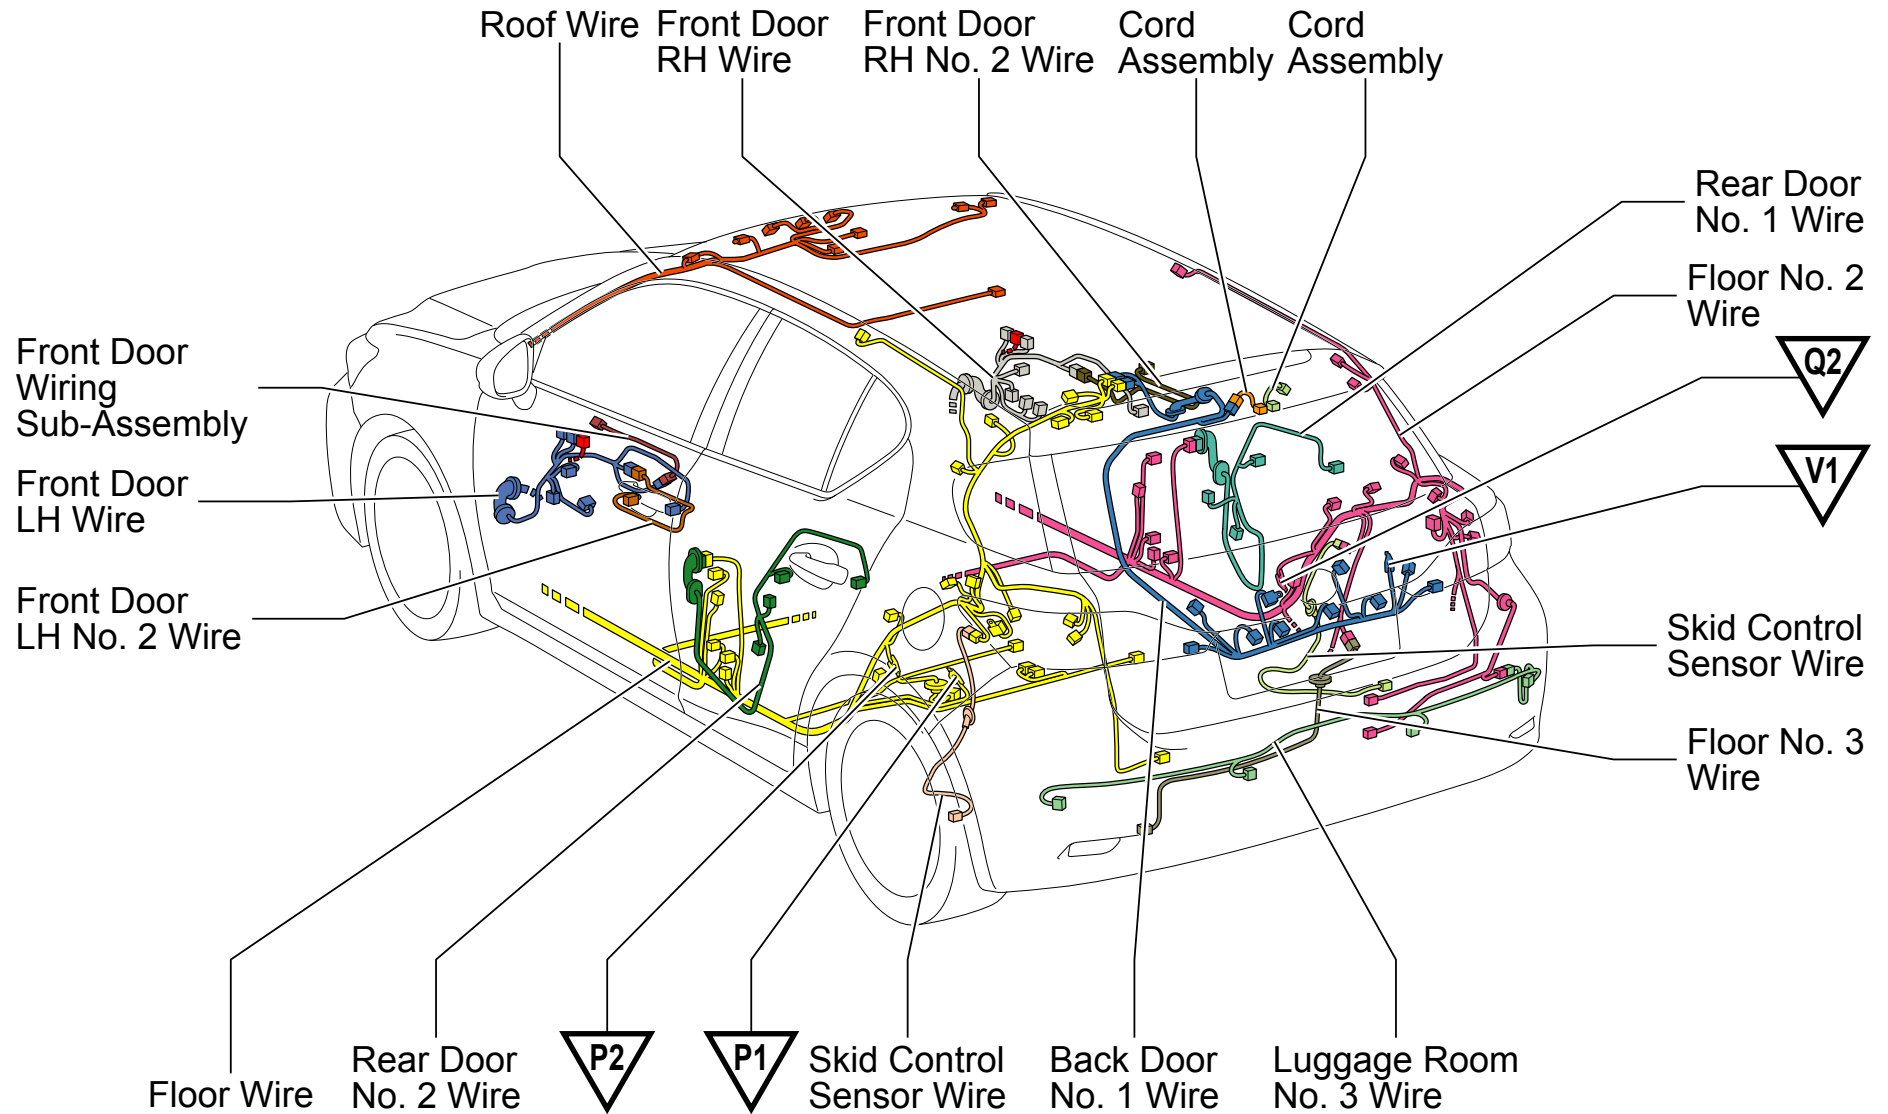 Roof Wire
Front Door
RH Wire
Front Door
RH No. 2 Wire
Cord
Assembly
Cord
Assembly
Rear Door
No. 1 Wire
Floor No. 2
Wire
Q2
V1
Front Door
Wiring
Sub-Assembly
Front Door
LH Wire
Front Door
LH No. 2 Wire
Skid Control
Sensor Wire
Floor No. 3
Wire
Floor Wire
Rear Door
No. 2 Wire
P2
P1
Skid Control
Sensor Wire
Back Door
No. 1 Wire
Luggage Room
No. 3 Wire